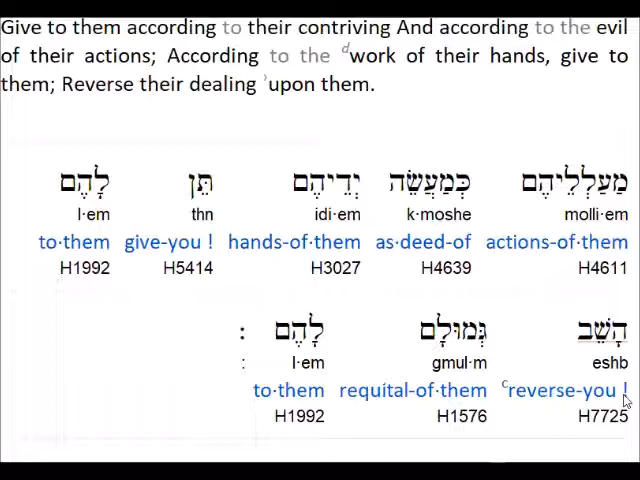 Give to them according to their contriving And according to the evil
of their actions; According to the ᵈwork of their hands, give to
them; Reverse their dealing ˒upon them.
מַעַלְלֵיהֶם כְּמַעֲשֵׂה יְדֵיהֶם תֵּן לָהֶם
l·em thn idi·em k·moshe molli·em
to·them give-you ! hands-of·them as·deed-of actions-of·them
H1992 H5414 H3027 H4639 H4611
הָשֵׁב גְּמוּלָם לָהֶם :
: l·em gmul·m eshb
to·them requital-of·them ᶜreverse-you !
H1992 H1576 H7725